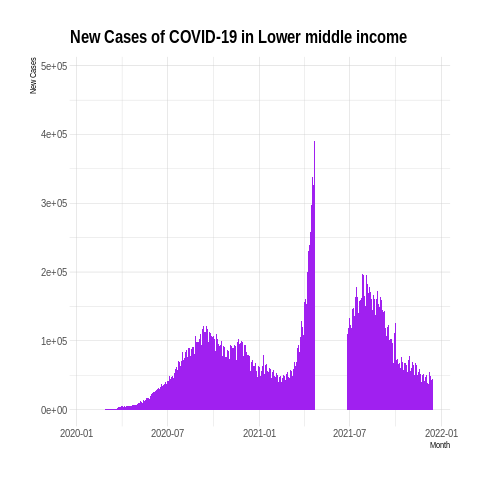 New Cases of COVID-19 in Lower middle income
New Cases
5e+05
4e+05
3e+05
2e+05
1e+05
0e+00
2020-01 2020-07 2021-01 2021-07 2022-01
Month